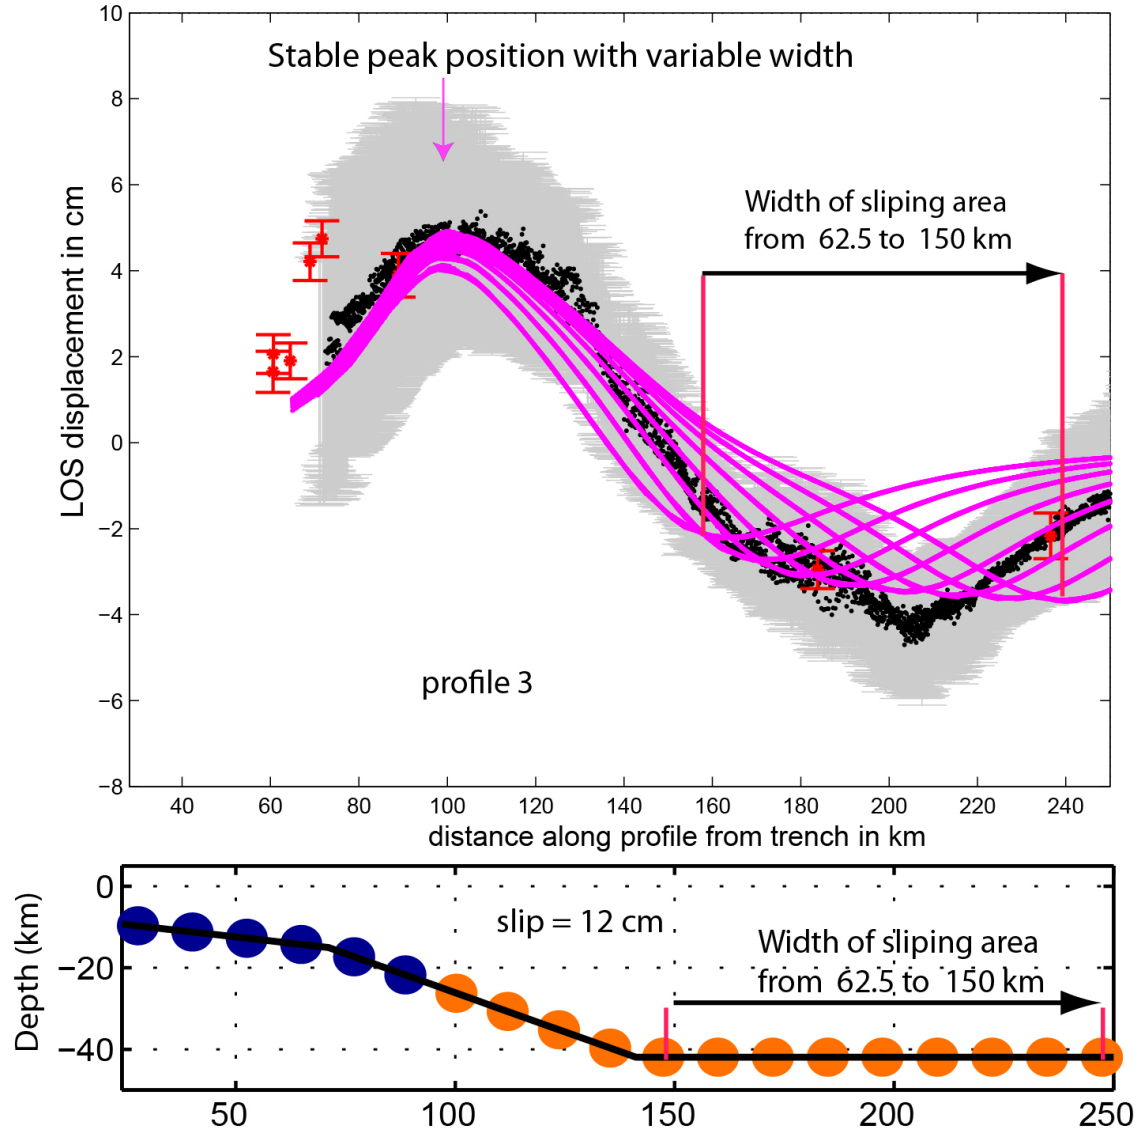 10
Stable peak position with variable width
8
6
Width of sliping area
from 62.5 to 150 km
4
2
0
−2
−4
profile 3
−6
−8
LOS displacement in cm
40 60 80 100 120 140 160 180 200 220 240
distance along profile from trench in km
0
slip = 12 cm
Width of sliping area
from 62.5 to 150 km
−20
−40
Depth (km)
50 100 150 200 250